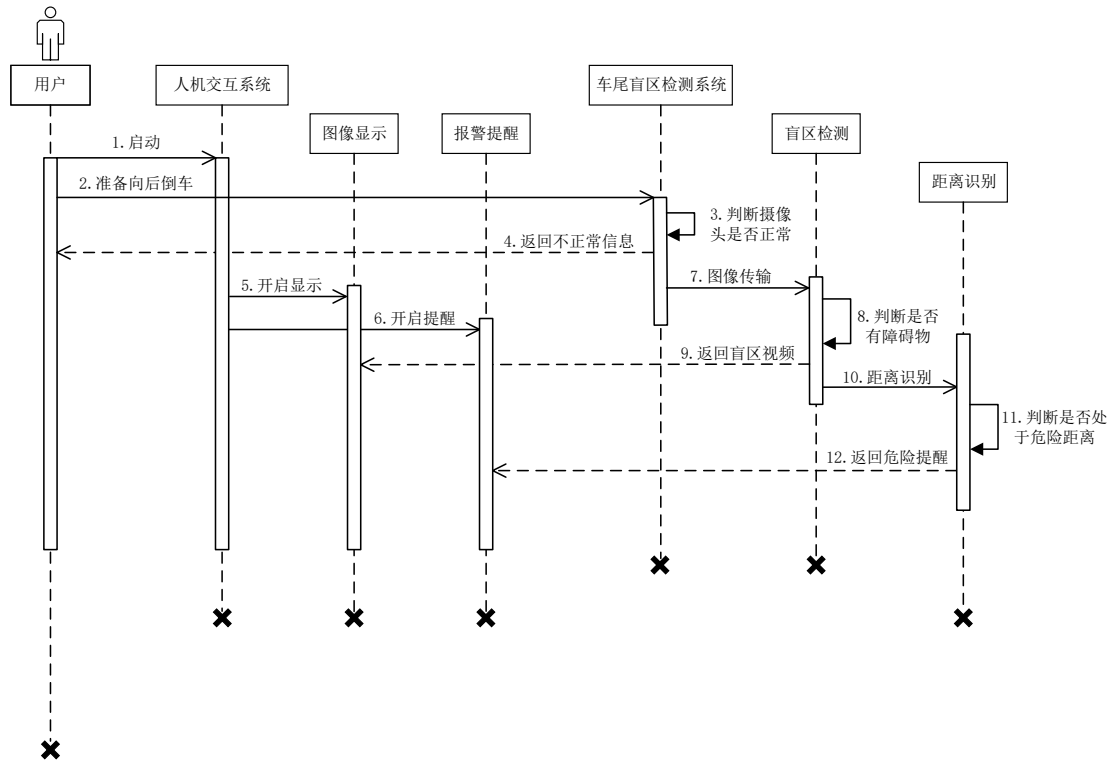 用户
人机交互系统
车尾盲区检测系统
图像显示
报警提醒
盲区检测
距离识别
1.启动
2.准备向后倒车
3.判断摄像
头是否正常
4.返回不正常信息
5.开启显示
7.图像传输
6.开启提醒
8.判断是否
有障碍物
9.返回盲区视频
10.距离识别
11.判断是否处
于危险距离
12.返回危险提醒